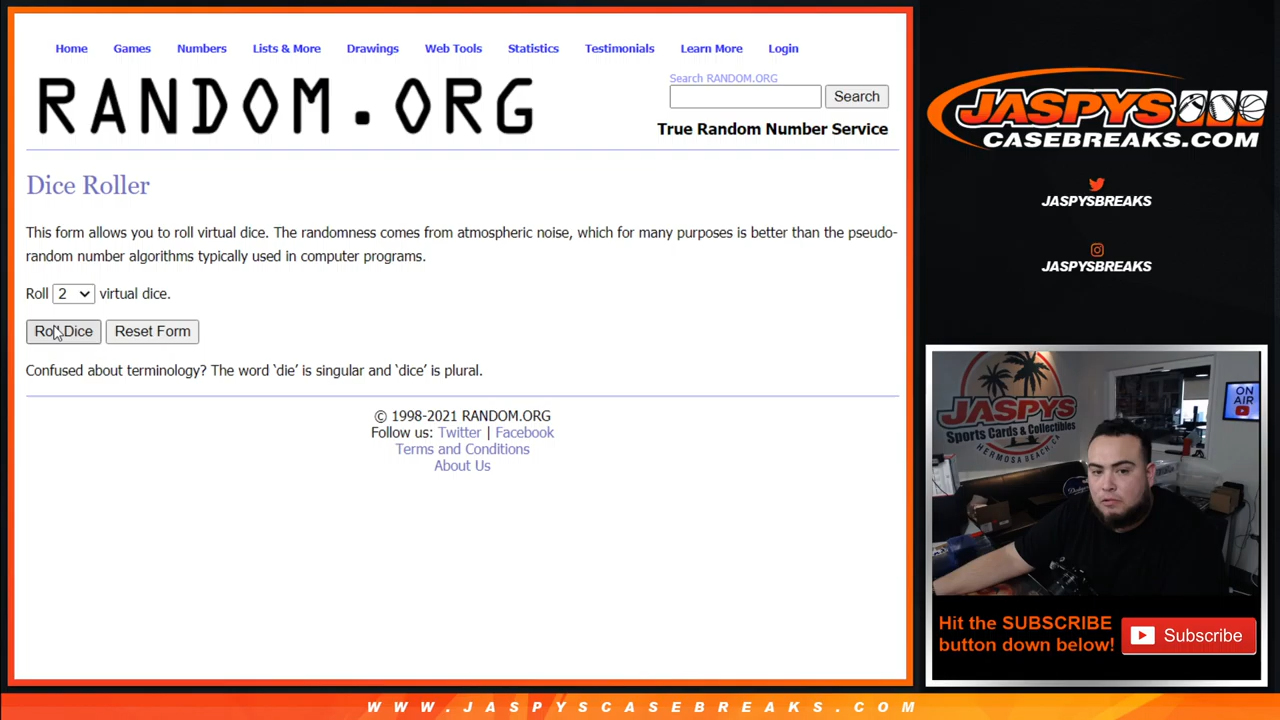 Home Games Numbers Lists & More Drawings Web Tools Statistics Testimonials Learn More Login
RANDOM.ORG
Search RANDOM.ORG
Search
True Random Number Service
Dice Roller
This form allows you to roll virtual dice. The randomness comes from atmospheric noise, which for many purposes is better than the pseudo-
random number algorithms typically used in computer programs.
Roll 2 virtual dice.
Roll Dice Reset Form
Confused about terminology? The word ‘die’ is singular and ‘dice’ is plural.
© 1998-2021 RANDOM.ORG
Follow us: Twitter | Facebook
Terms and Conditions
About Us
JASPYS
CASEBREAKS.COM
JASPYSBREAKS
JASPYSBREAKS
JASPYS
Sports Cards & Collectibles
HERMOSA BEACH, CA
ON
AIR
Dodgers
Hit the SUBSCRIBE
button down below!
Subscribe
WWW.JASPYSCASEBREAKS.COM